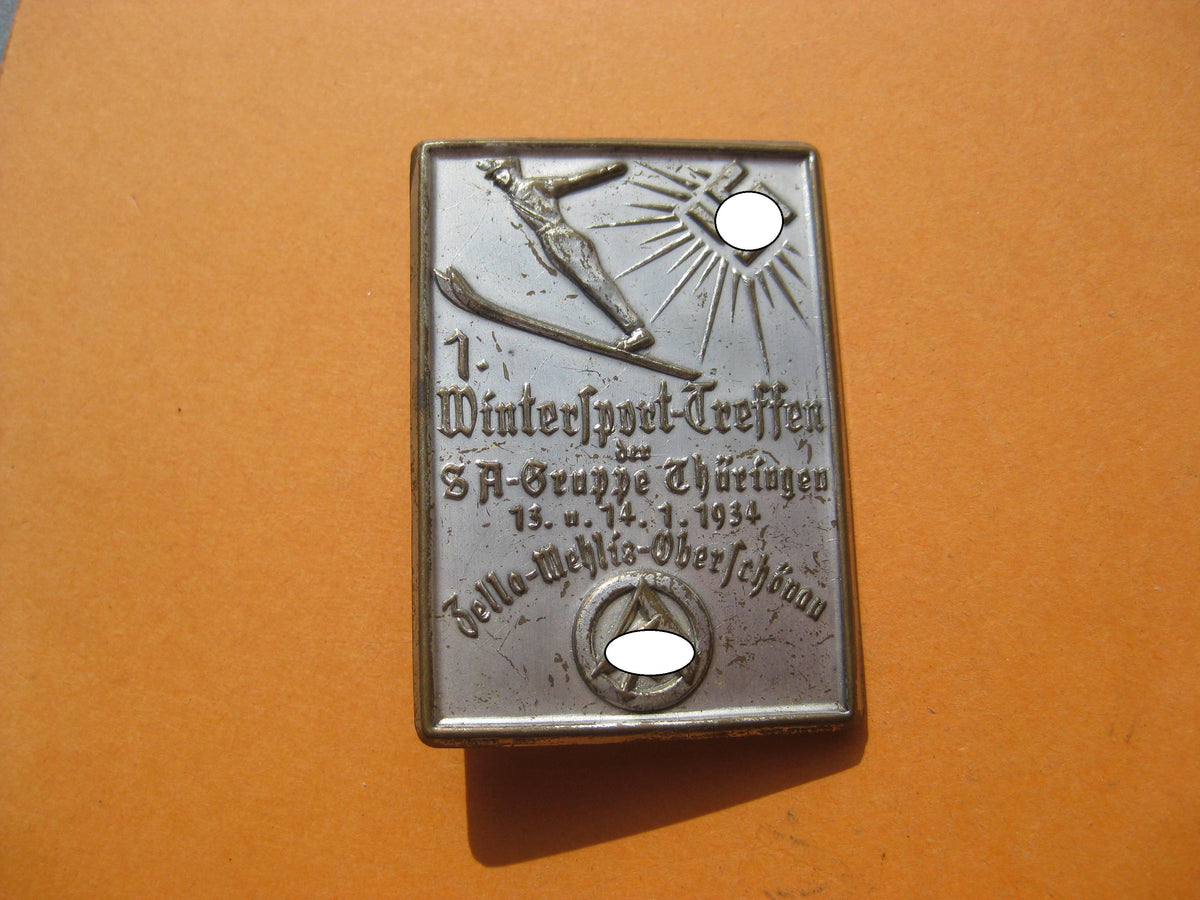 1.
Wintersport-Treffen
der
SA-Gruppe Thüringen
13. u. 14. 1. 1934
Zella-Mehlis-Oberschönau